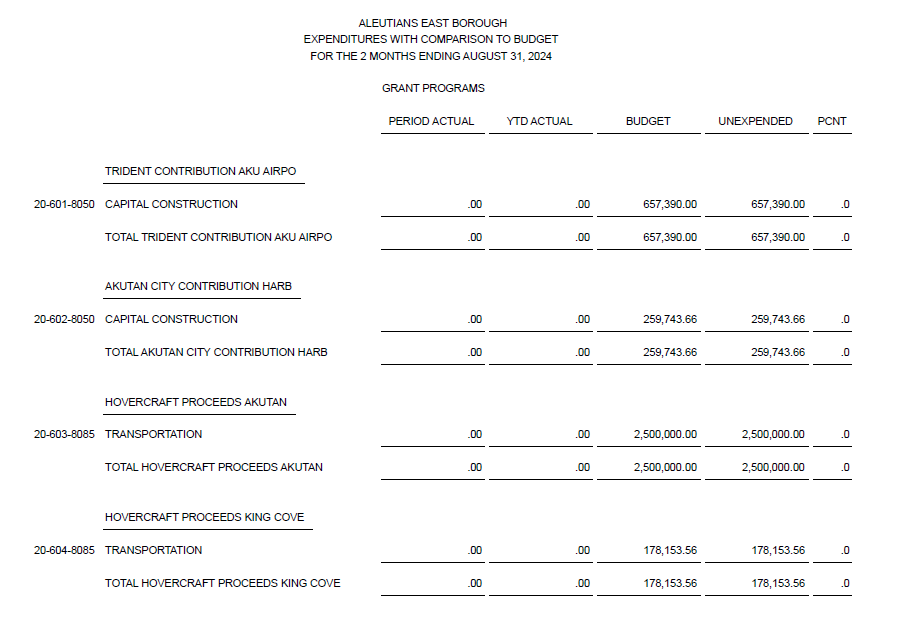 ALEUTIANS EAST BOROUGH
EXPENDITURES WITH COMPARISON TO BUDGET
FOR THE 2 MONTHS ENDING AUGUST 31, 2024
GRANT PROGRAMS
PERIOD ACTUAL YTD ACTUAL BUDGET UNEXPENDED PCNT
TRIDENT CONTRIBUTION AKU AIRPO
20-601-8050 CAPITAL CONSTRUCTION .00 .00 657,390.00 657,390.00 .0
TOTAL TRIDENT CONTRIBUTION AKU AIRPO .00 .00 657,390.00 657,390.00 .0
AKUTAN CITY CONTRIBUTION HARB
20-602-8050 CAPITAL CONSTRUCTION .00 .00 259,743.66 259,743.66 .0
TOTAL AKUTAN CITY CONTRIBUTION HARB .00 .00 259,743.66 259,743.66 .0
HOVERCRAFT PROCEEDS AKUTAN
20-603-8085 TRANSPORTATION .00 .00 2,500,000.00 2,500,000.00 .0
TOTAL HOVERCRAFT PROCEEDS AKUTAN .00 .00 2,500,000.00 2,500,000.00 .0
HOVERCRAFT PROCEEDS KING COVE
20-604-8085 TRANSPORTATION .00 .00 178,153.56 178,153.56 .0
TOTAL HOVERCRAFT PROCEEDS KING COVE .00 .00 178,153.56 178,153.56 .0